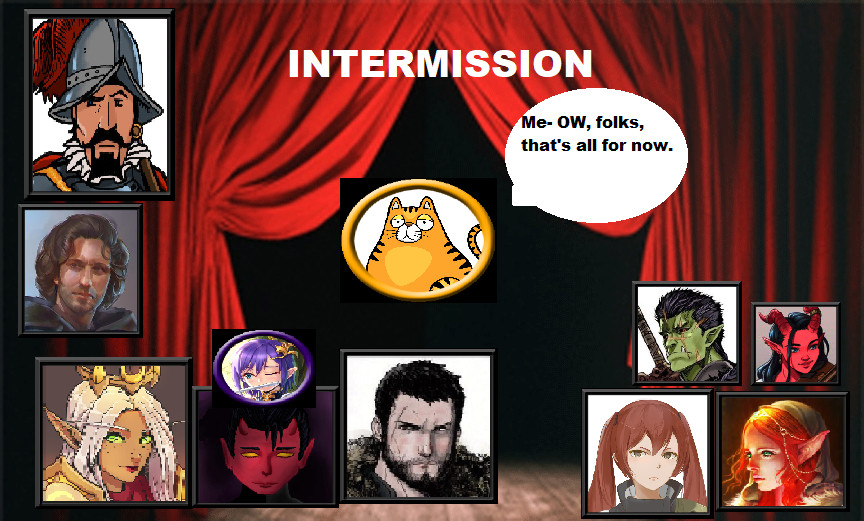 INTERMISSION
Me- OW, folks,
that's all for now.